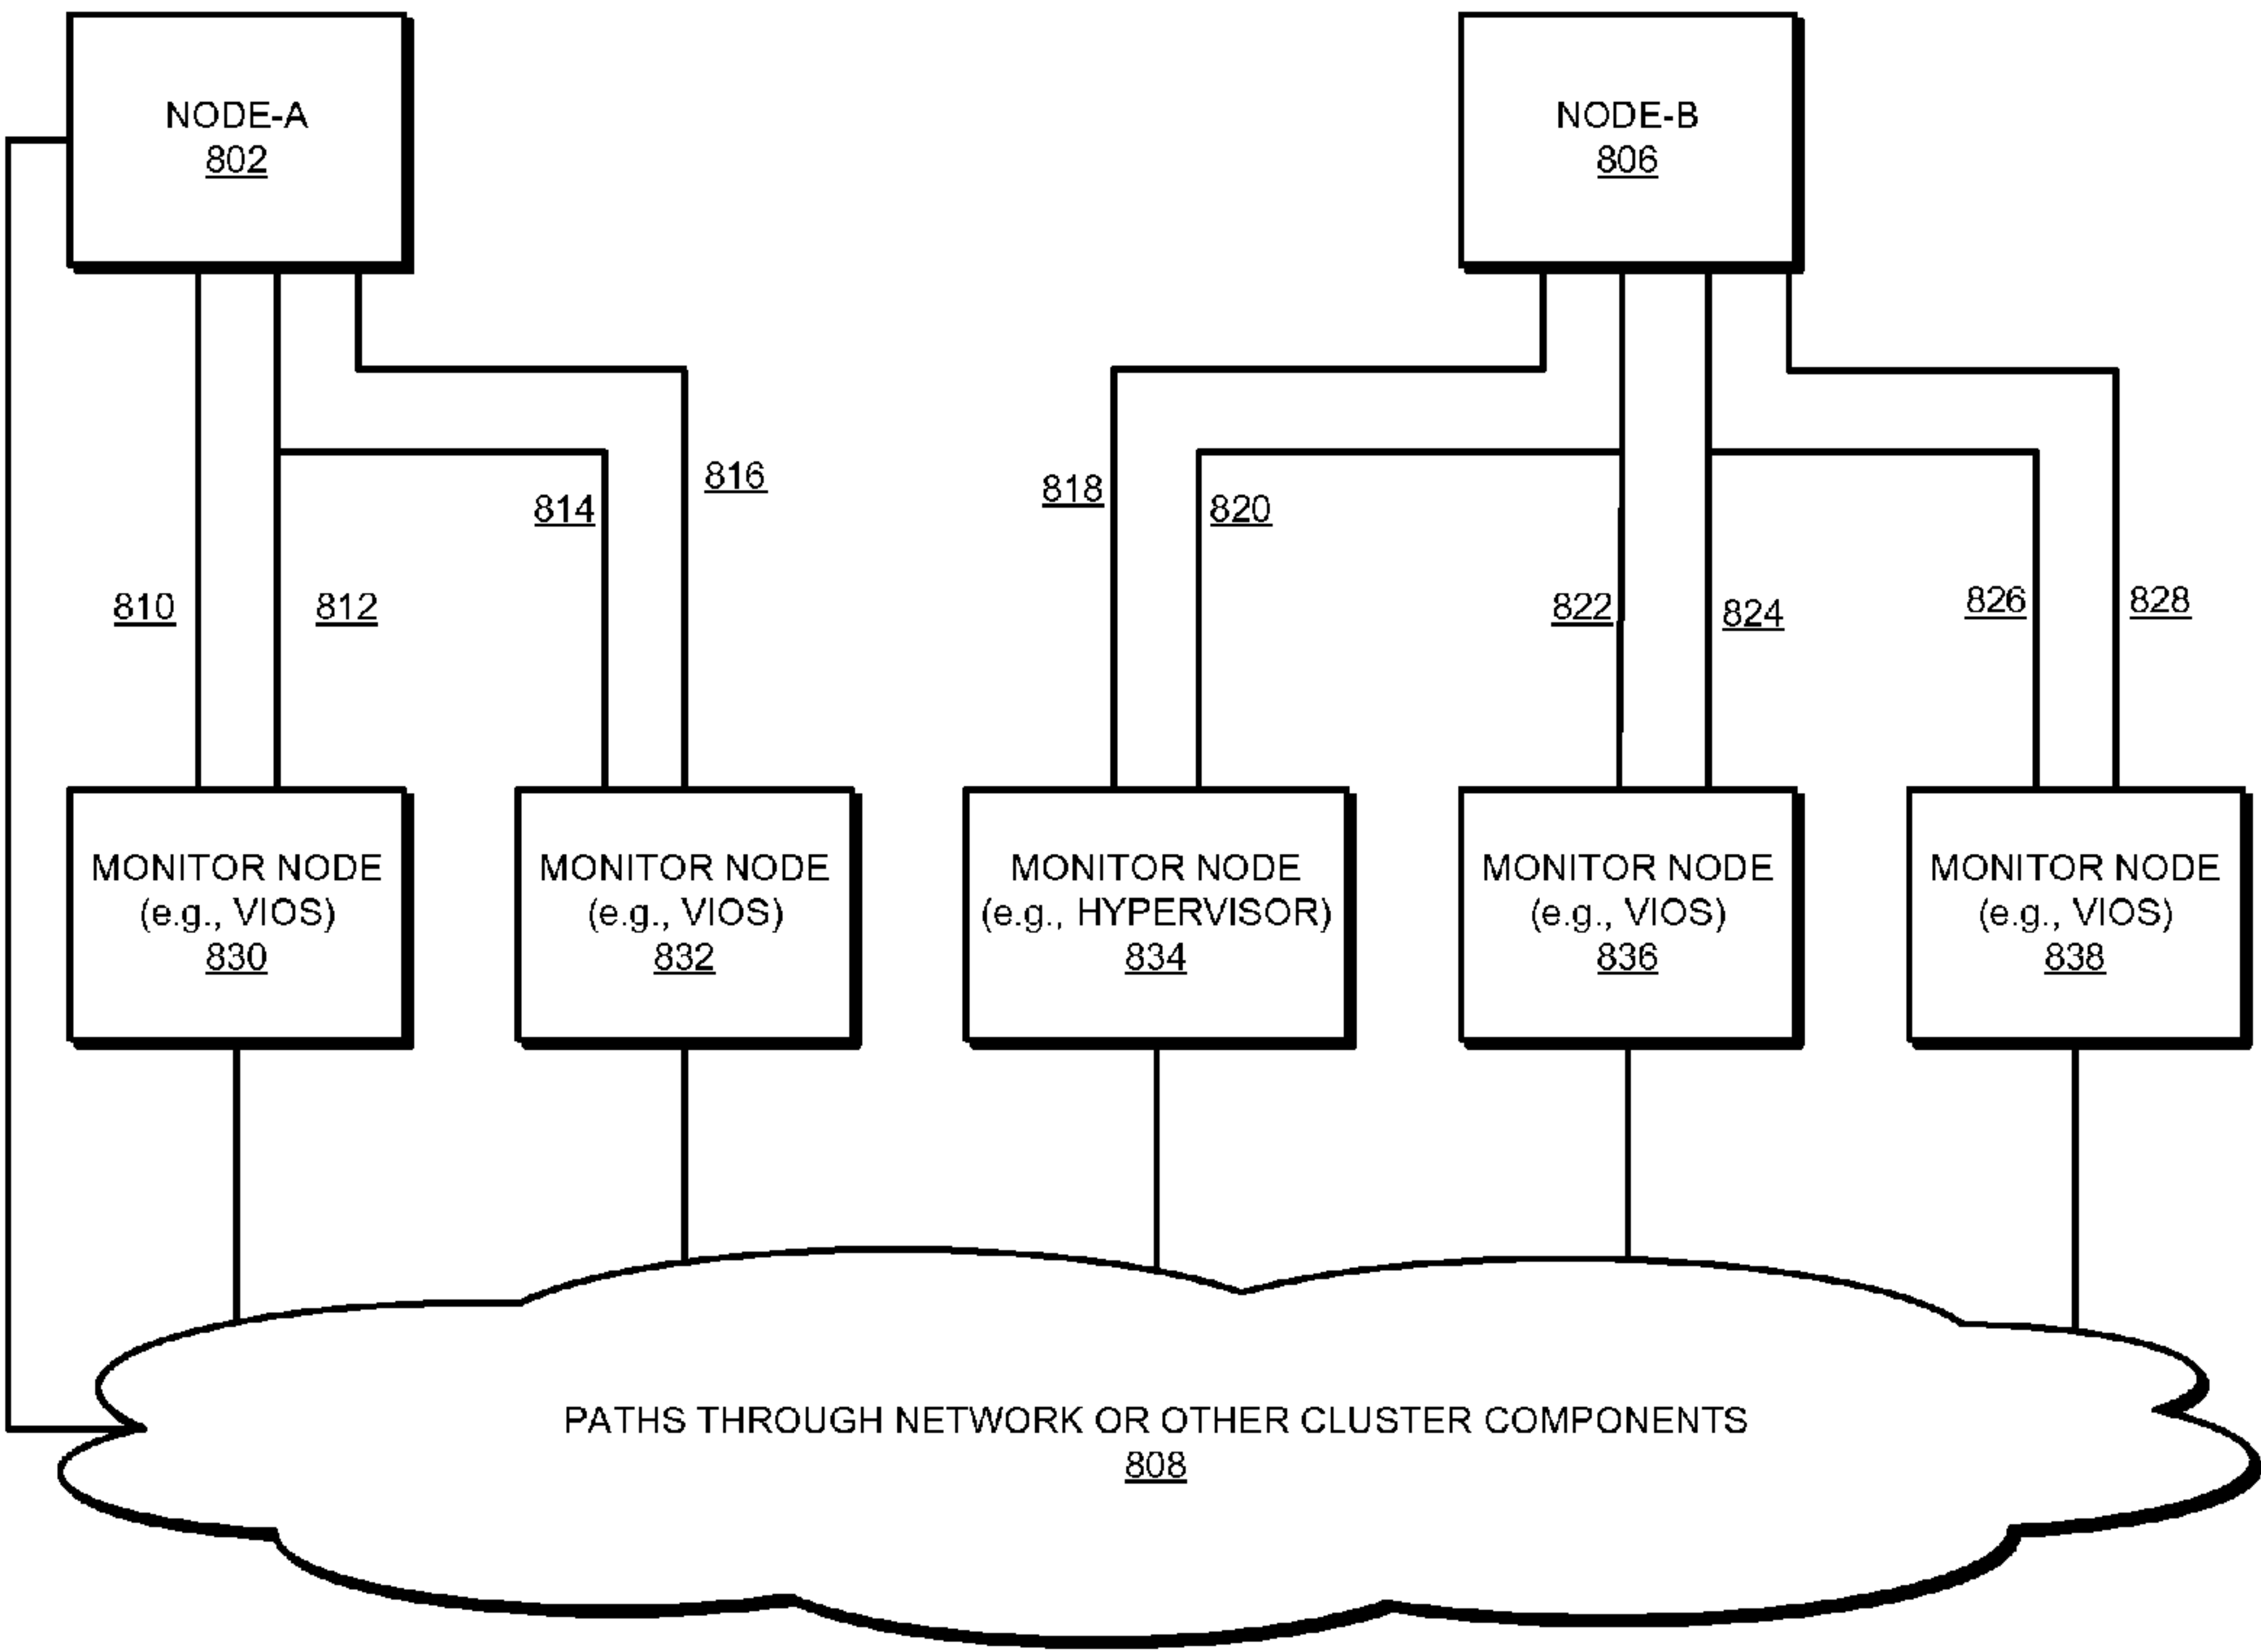 NODE-A
802
NODE-B
806
816
818
814
820
810
812
822
824
826
828
MONITOR NODE
(e.g., VIOS)
830
MONITOR NODE
(e.g., VIOS)
832
MONITOR NODE
(e.g., HYPERVISOR)
834
MONITOR NODE
(e.g., VIOS)
836
MONITOR NODE
(e.g., VIOS)
838
PATHS THROUGH NETWORK OR OTHER CLUSTER COMPONENTS
808